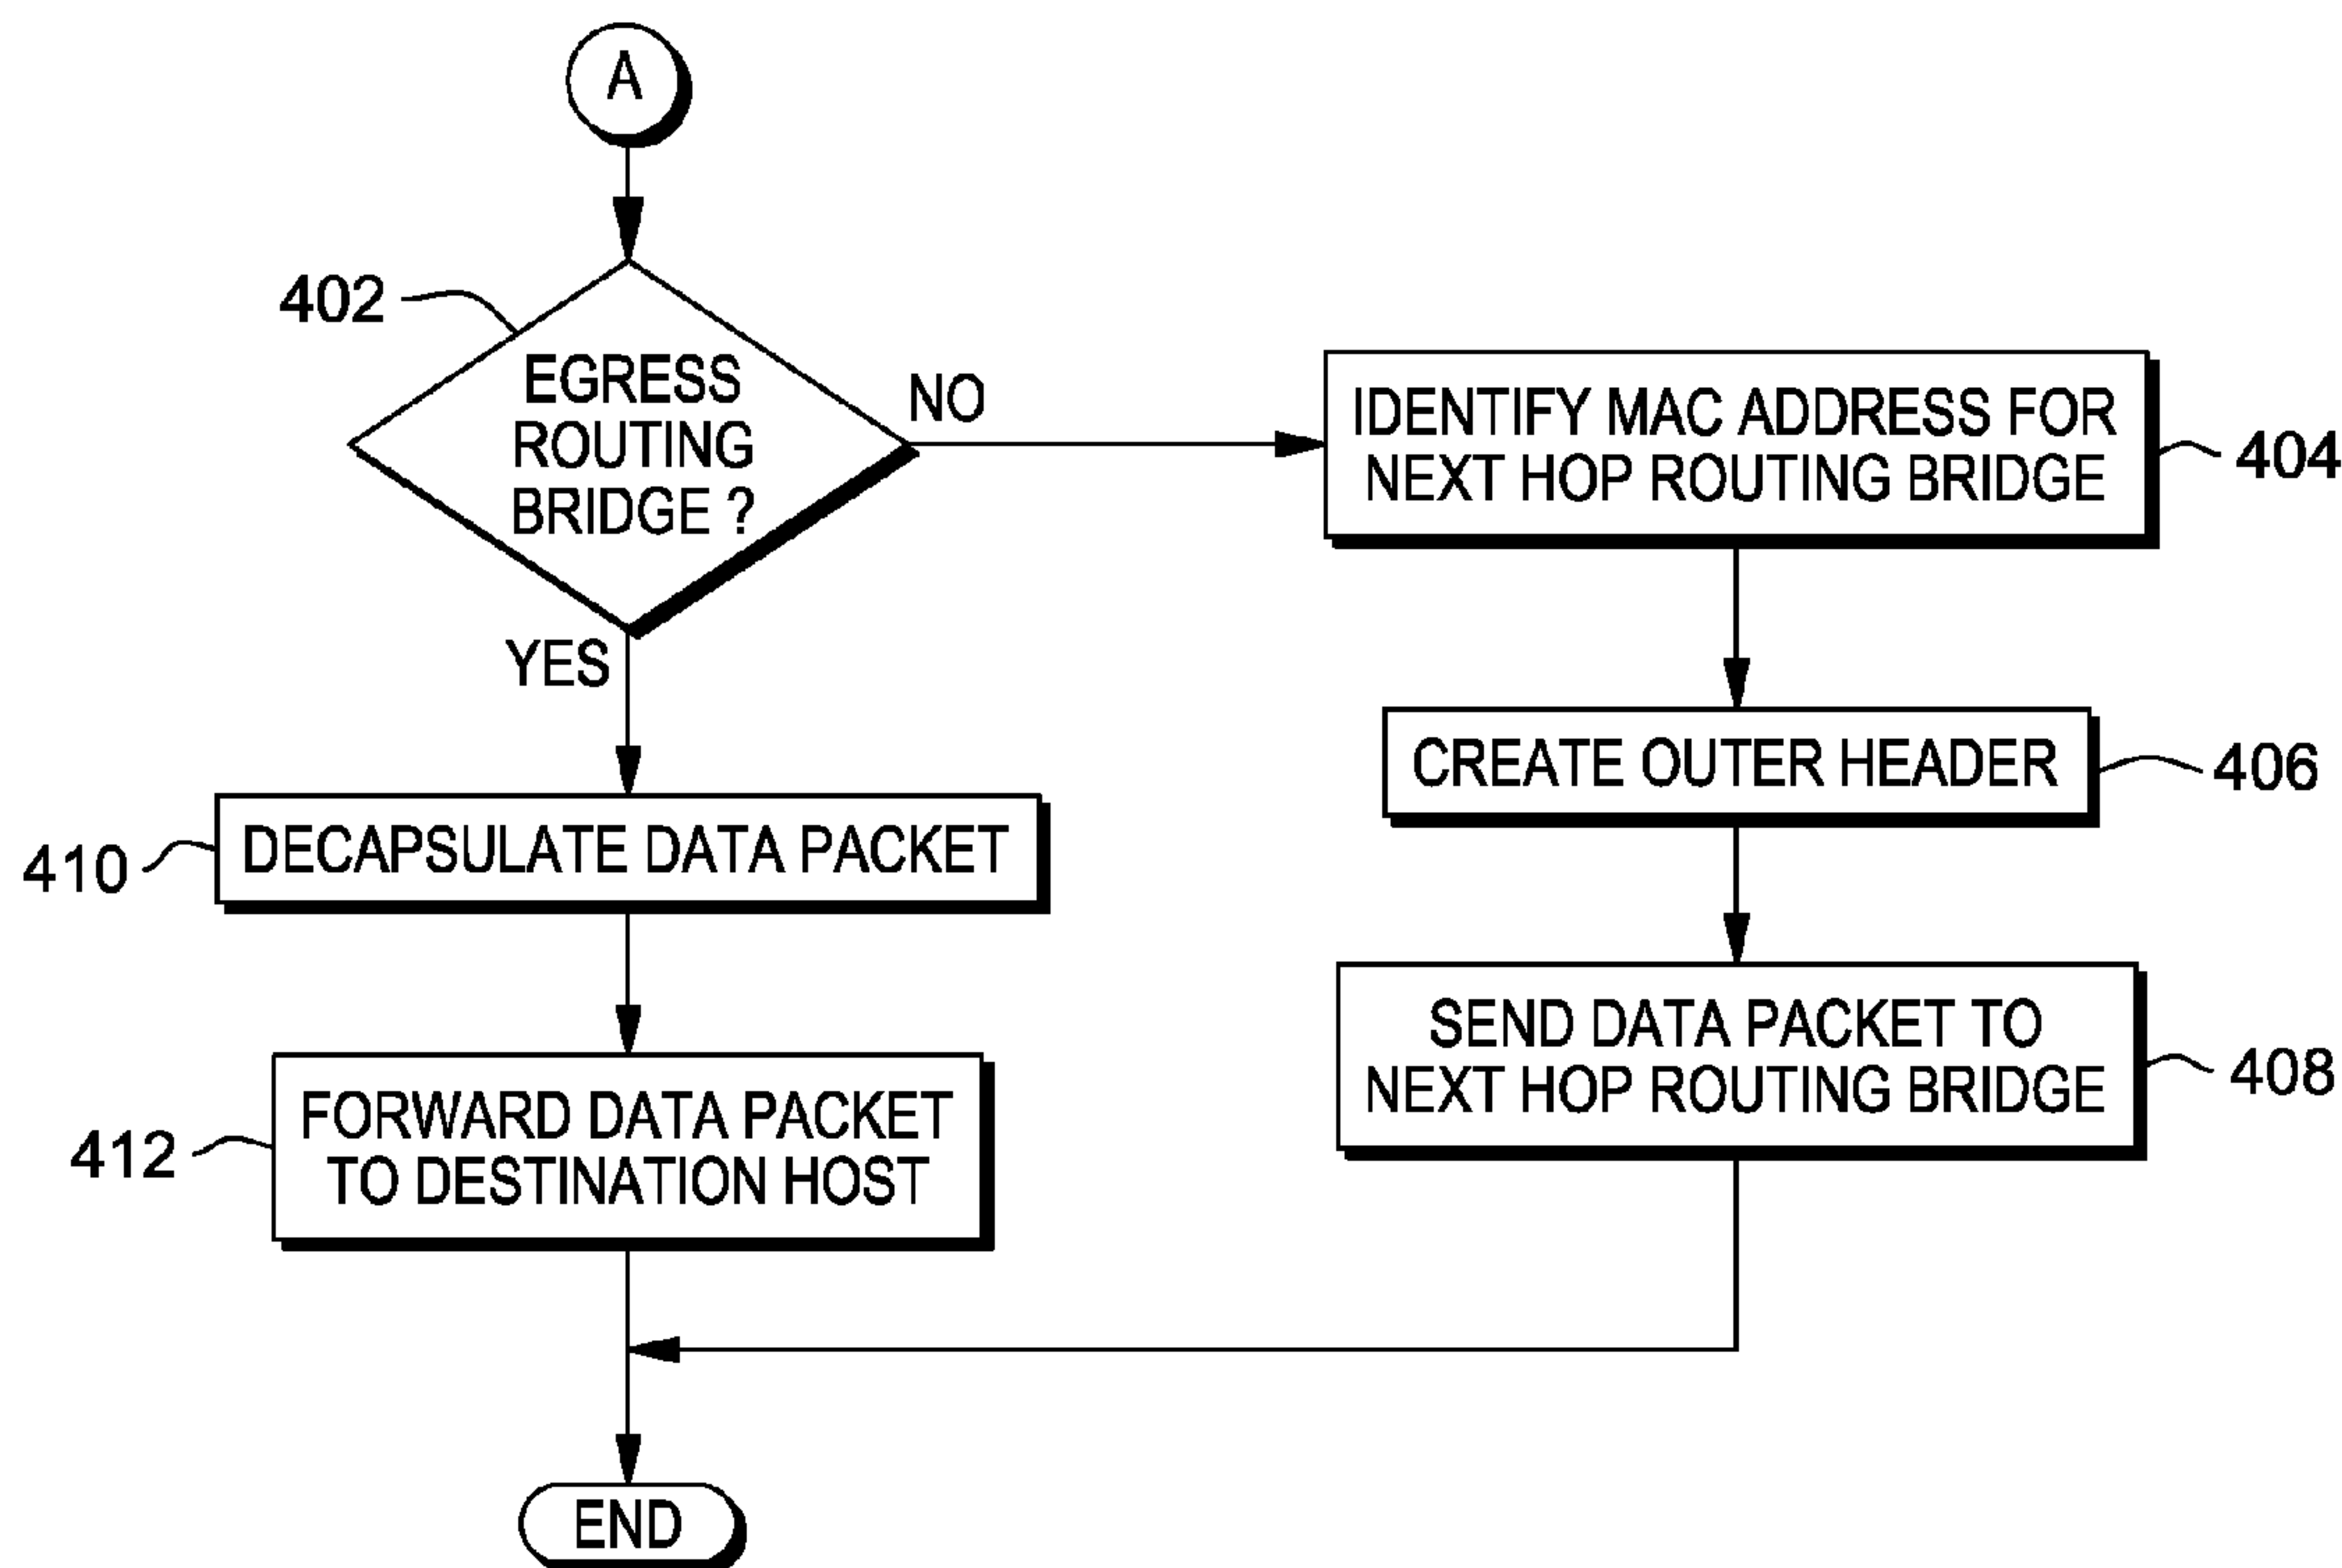 A
402
EGRESS
ROUTING
BRIDGE ?
NO
YES
IDENTIFY MAC ADDRESS FOR
NEXT HOP ROUTING BRIDGE
404
CREATE OUTER HEADER
406
SEND DATA PACKET TO
NEXT HOP ROUTING BRIDGE
408
410
DECAPSULATE DATA PACKET
412
FORWARD DATA PACKET
TO DESTINATION HOST
END